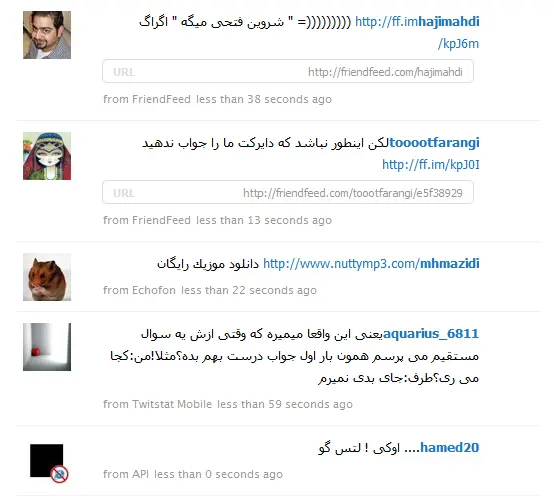 hajimahdi " شروین فتحی میگه " اگراگ =))))))))) http://ff.im
/kpJ6m
URL http://friendfeed.com/hajimahdi
from FriendFeed less than 38 seconds ago
toootfarangi لکن اینطور نباشد که دایرکت ما را جواب ندهید
http://ff.im/kpJ0I
URL http://friendfeed.com/toootfarangi/e5f38929
from FriendFeed less than 13 seconds ago
mhmazidi دانلود موزیك رایگان http://www.nuttymp3.com/
from Echofon less than 22 seconds ago
aquarius_6811 یعنی این واقعا میمیره که وقتی ازش یه سوال
مستقیم می پرسم همون بار اول جواب درست بهم بده؟مثلا!من:کجا
می ری؟طرف:جای بدی نمیرم
from Twitstat Mobile less than 59 seconds ago
hamed20 .... اوکی ! لتس گو
from API less than 0 seconds ago